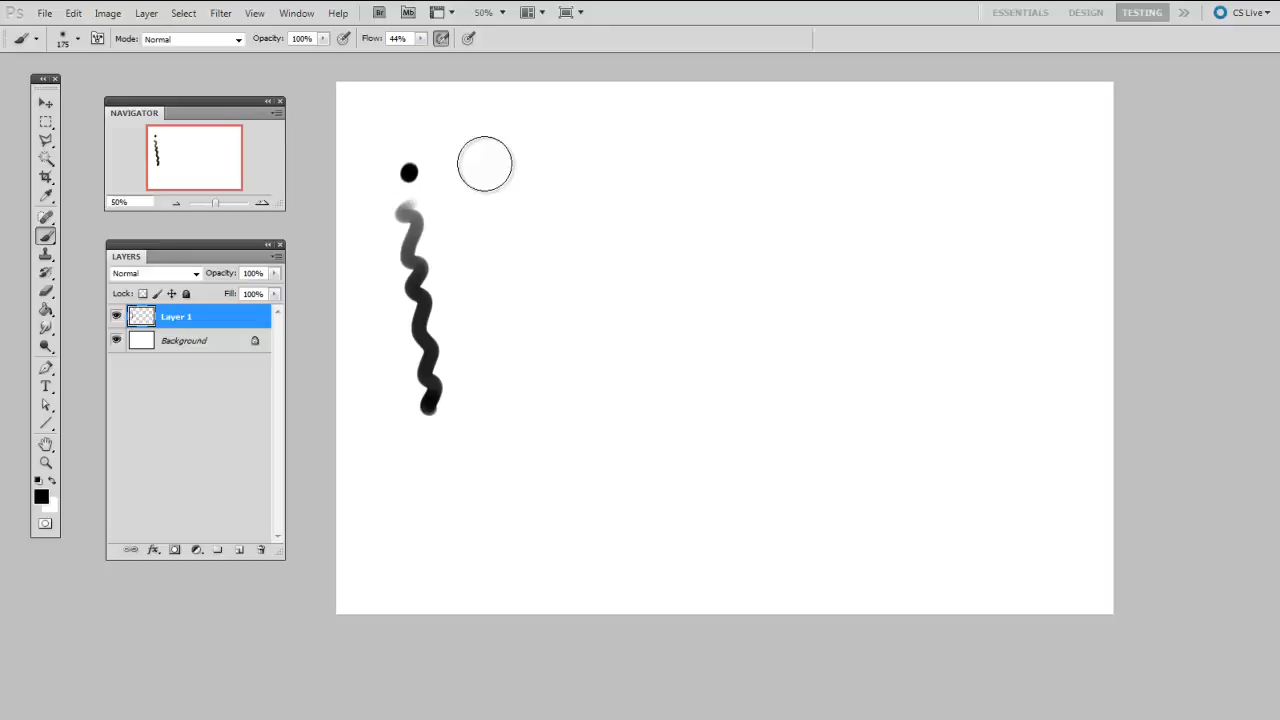 Ps File Edit Image Layer Select Filter View Window Help Br Mb 50% ESSENTIALS DESIGN TESTING CS Live
175 Mode: Normal Opacity: 100% Flow: 44%
NAVIGATOR
50%
LAYERS
Normal Opacity: 100%
Lock: Fill: 100%
Layer 1
Background
T
fx